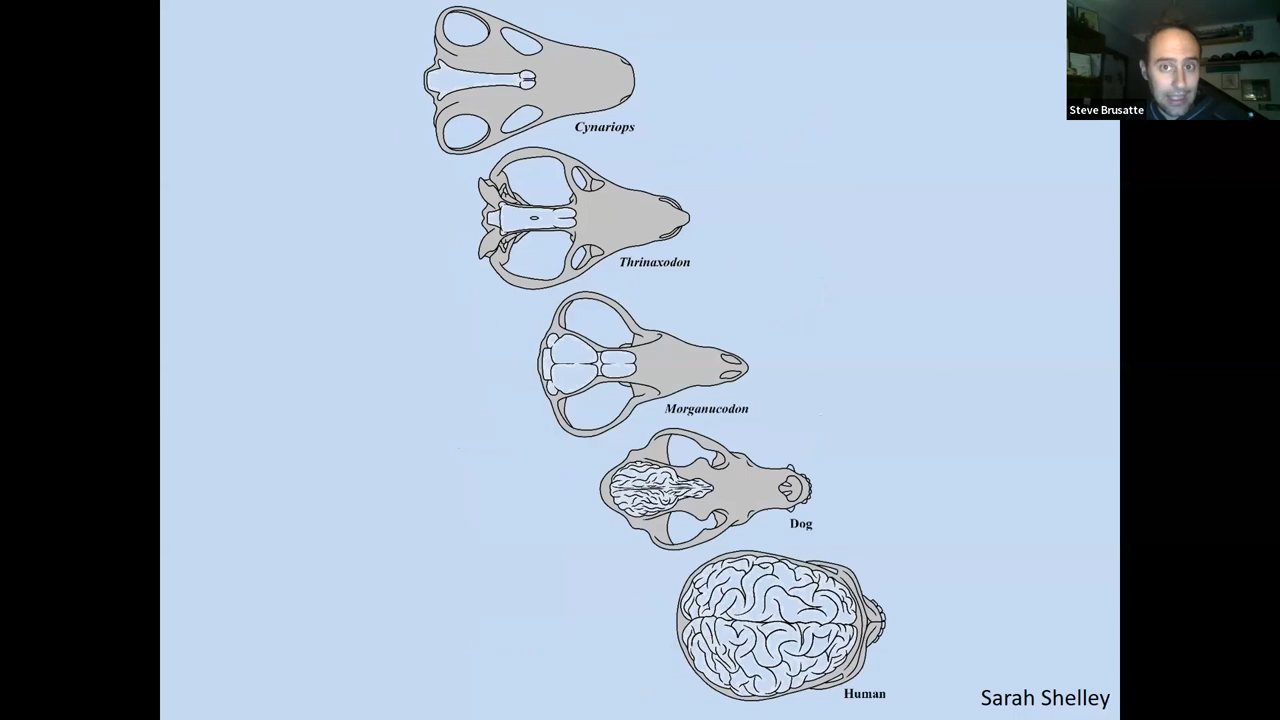 Steve Brusatte
Cynariops
Thrinaxodon
Morganucodon
Dog
Human
Sarah Shelley